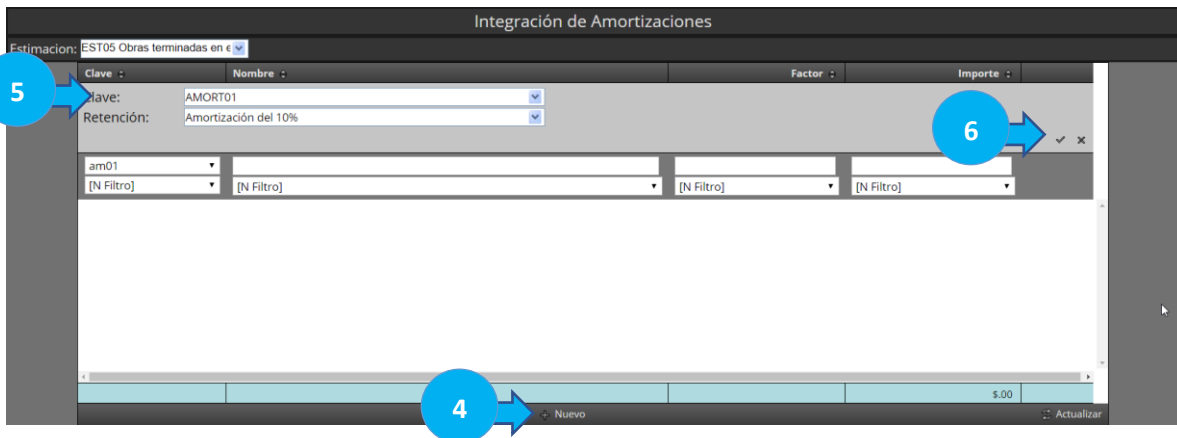 Integración de Amortizaciones
Estimacion: EST05 Obras terminadas en e
Clave Nombre Factor Importe
5
Clave: AMORT01
Retención: Amortización del 10%
6
am01
[N Filtro] [N Filtro] [N Filtro] [N Filtro]
$.00
4
Nuevo Actualizar